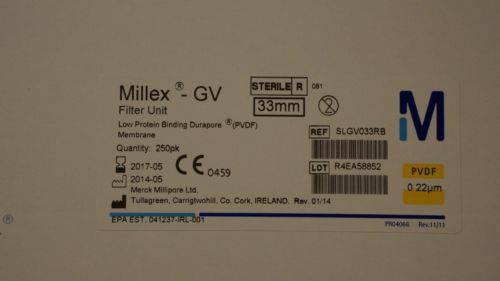 Millex ® - GV
Filter Unit
Low Protein Binding Durapore ® (PVDF)
Membrane
Quantity: 250pk
2017-05
2014-05
CE 0459
Merck Millipore Ltd.
Tullagreen, Carrigtwohill, Co. Cork, IRELAND. Rev. 01/14
EPA EST. 041237-IRL-001
STERILE R
081
33mm
2
REF SLGV033RB
LOT R4EA58852
M
PVDF
0.22µm
PR04066 Rev.11/11
®